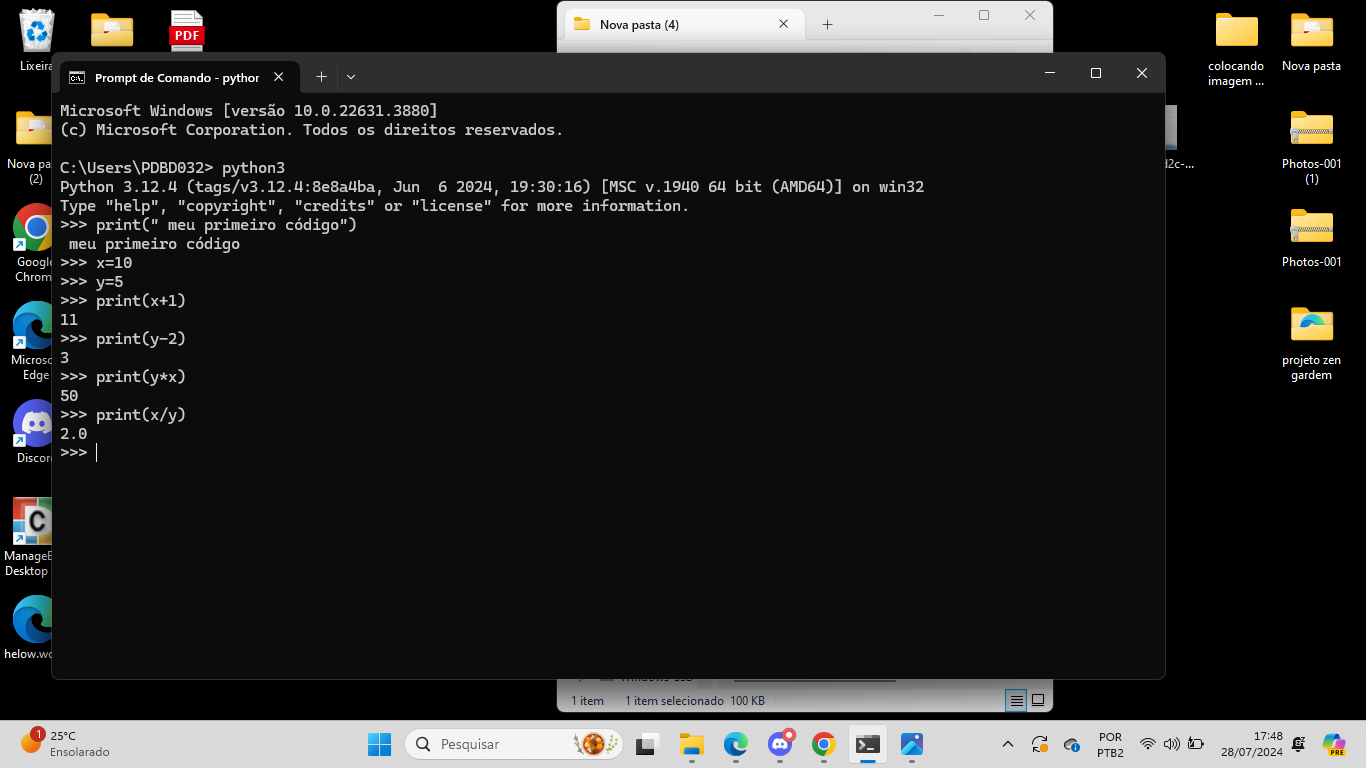 Nova pasta (4)
Lixeira
PDF
colocando
imagem ...
Nova pasta
Prompt de Comando - python
Microsoft Windows [versão 10.0.22631.3880]
(c) Microsoft Corporation. Todos os direitos reservados.
C:\Users\PDBD032> python3
Python 3.12.4 (tags/v3.12.4:8e8a4ba, Jun  6 2024, 19:30:16) [MSC v.1940 64 bit (AMD64)] on win32
Type "help", "copyright", "credits" or "license" for more information.
>>> print(" meu primeiro código")
 meu primeiro código
>>> x=10
>>> y=5
>>> print(x+1)
11
>>> print(y-2)
3
>>> print(y*x)
50
>>> print(x/y)
2.0
>>>
Nova pa
(2)
Google
Chrom
Micros
Edge
Discor
ManageE
Desktop
helow.wo
d2c-...
Photos-001
(1)
Photos-001
projeto zen
gardem
1 item
1 item selecionado 100 KB
1
25°C
Ensolarado
Pesquisar
POR
PTB2
17:48
28/07/2024
PRE